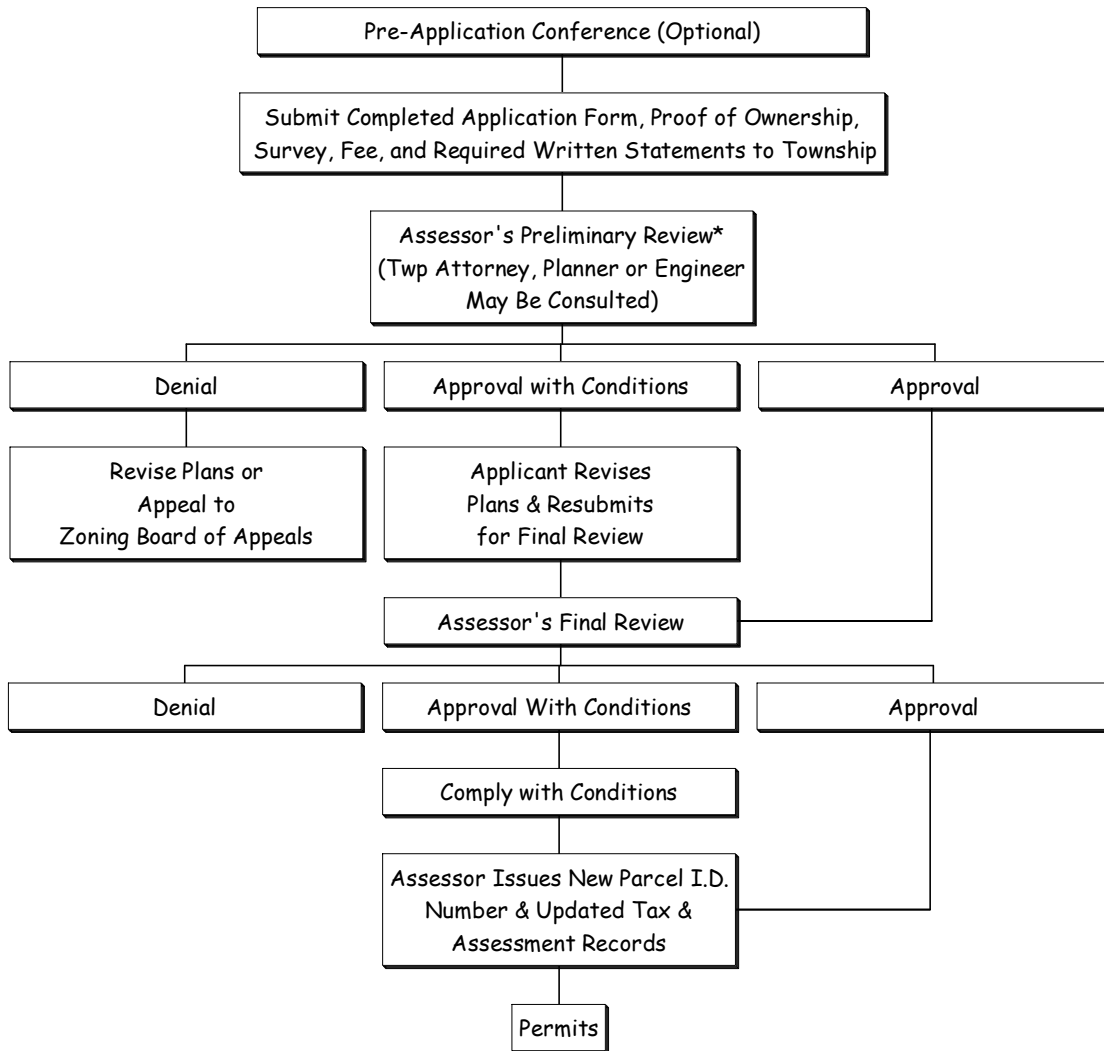 Pre-Application Conference (Optional)
Submit Completed Application Form, Proof of Ownership,
Survey, Fee, and Required Written Statements to Township
Assessor's Preliminary Review*
(Twp Attorney, Planner or Engineer
May Be Consulted)
Denial
Approval with Conditions
Approval
Revise Plans or
Appeal to
Zoning Board of Appeals
Applicant Revises
Plans & Resubmits
for Final Review
Assessor's Final Review
Denial
Approval With Conditions
Approval
Comply with Conditions
Assessor Issues New Parcel I.D.
Number & Updated Tax &
Assessment Records
Permits